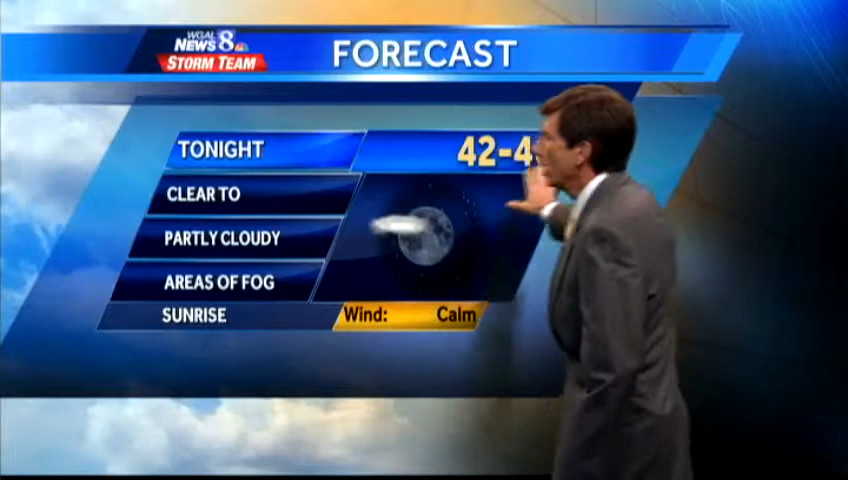 WGAL
NEWS 8
STORM TEAM
FORECAST
TONIGHT
42-4
CLEAR TO
PARTLY CLOUDY
AREAS OF FOG
SUNRISE
Wind: Calm